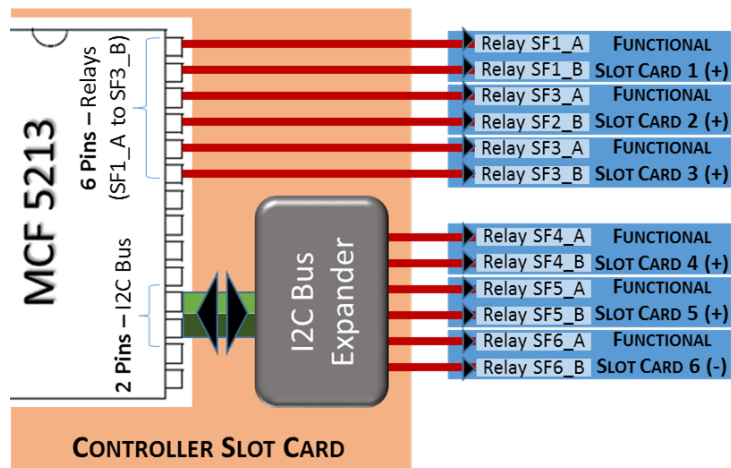 MCF 5213
6 Pins – Relays
(SF1_A to SF3_B)
2 Pins – I2C Bus
I2C Bus
Expander
Relay SF1_A FUNCTIONAL
Relay SF1_B SLOT CARD 1 (+)
Relay SF3_A FUNCTIONAL
Relay SF2_B SLOT CARD 2 (+)
Relay SF3_A FUNCTIONAL
Relay SF3_B SLOT CARD 3 (+)
Relay SF4_A FUNCTIONAL
Relay SF4_B SLOT CARD 4 (+)
Relay SF5_A FUNCTIONAL
Relay SF5_B SLOT CARD 5 (+)
Relay SF6_A FUNCTIONAL
Relay SF6_B SLOT CARD 6 (-)
CONTROLLER SLOT CARD